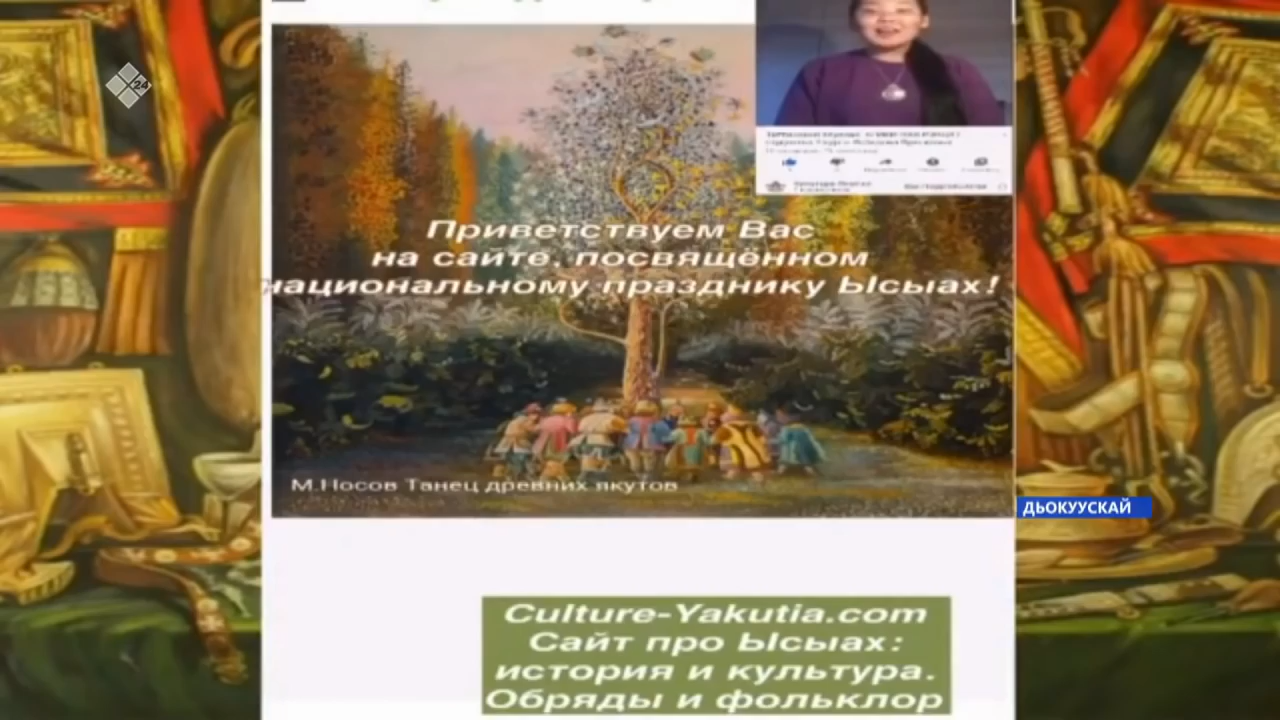 24
Приветствуем Вас
на сайте, посвящённом
национальному празднику Ысыах!
М.Носов Танец древних якутов
ДЬОКУУСКАЙ
Culture-Yakutia.com
Сайт про Ысыах:
история и культура.
Обряды и фольклор